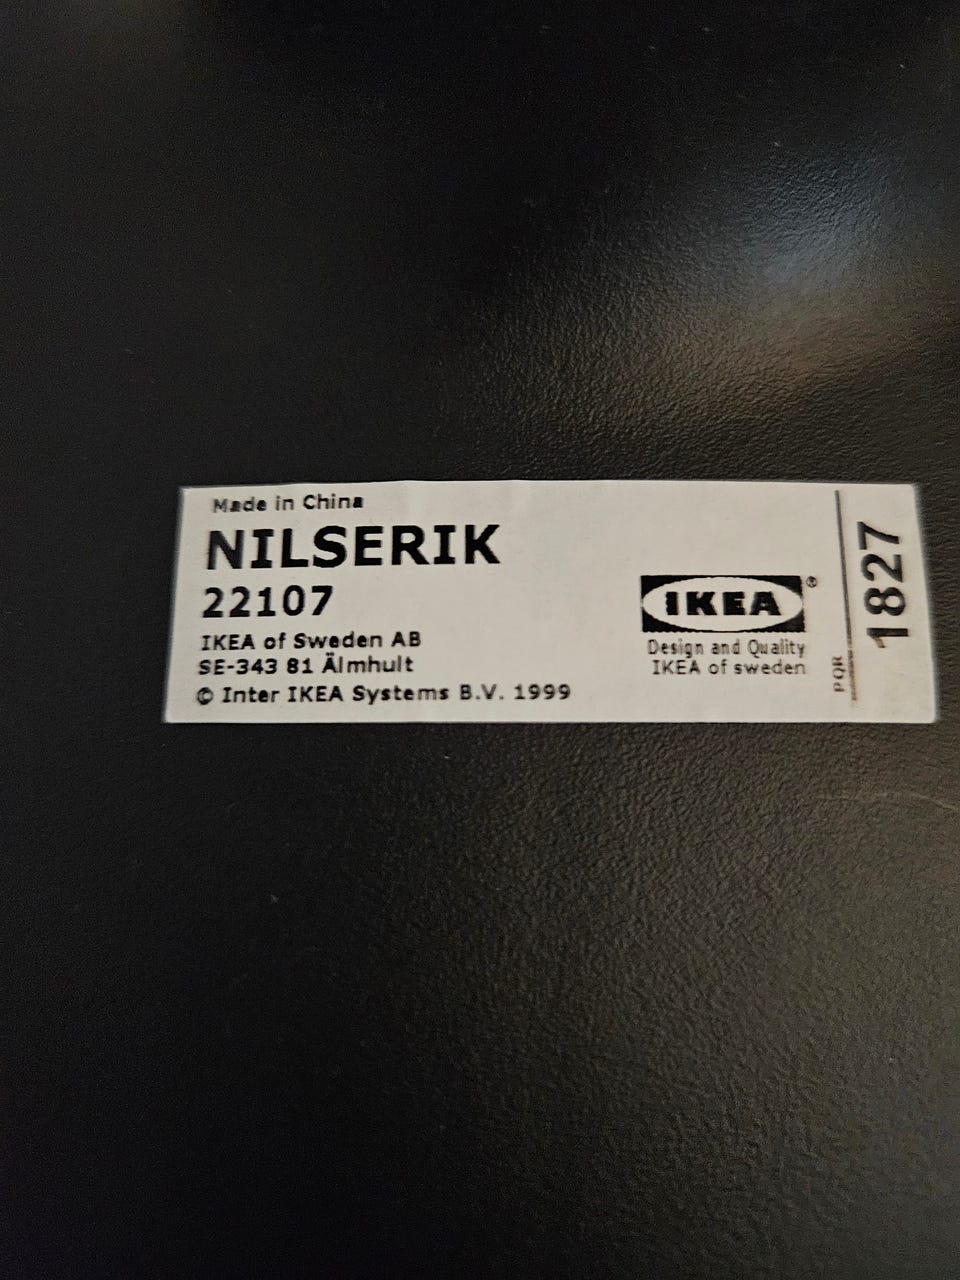 Made in China
NILSERIK
22107
IKEA of Sweden AB
SE-343 81 Älmhult
© Inter IKEA Systems B.V. 1999
IKEA®
Design and Quality
IKEA of sweden
PQR
1827